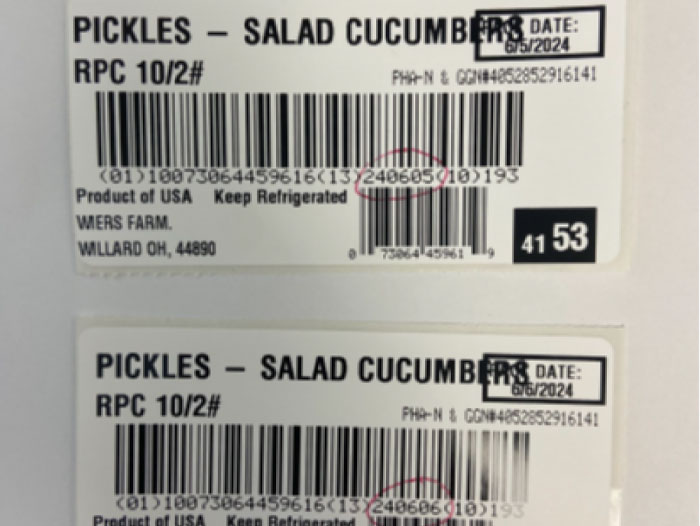 PICKLES – SALAD CUCUMBERS
DATE:
6/5/2024
RPC 10/2#
PHA-N & GGN#4052852916141
(01)10073064459616(13)240605(10)193
Product of USA Keep Refrigerated
WIERS FARM.
WILLARD OH, 44890
0 73064 45961 9
41 53
PICKLES – SALAD CUCUMBERS
DATE:
6/6/2024
RPC 10/2#
PHA-N & GGN#4052852916141
(01)10073064459616(13)240606(10)193
Product of USA Keep Refrigerated